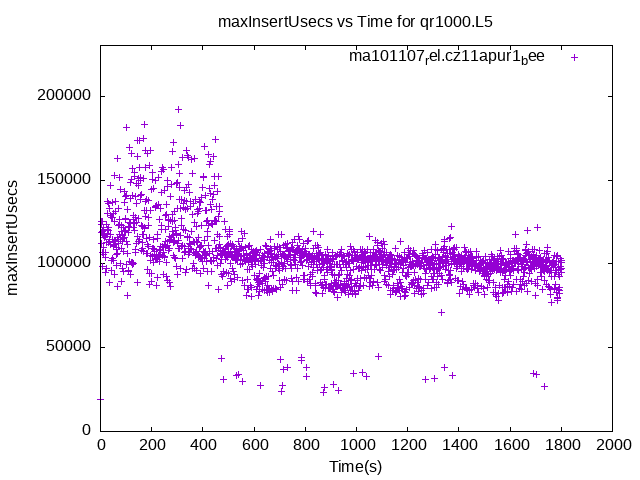 maxInsertUsecs vs Time for qr1000.L5
ma101107rel.cz11apur1bee
200000
150000
100000
50000
0
maxInsertUsecs
0 200 400 600 800 1000 1200 1400 1600 1800 2000
Time(s)